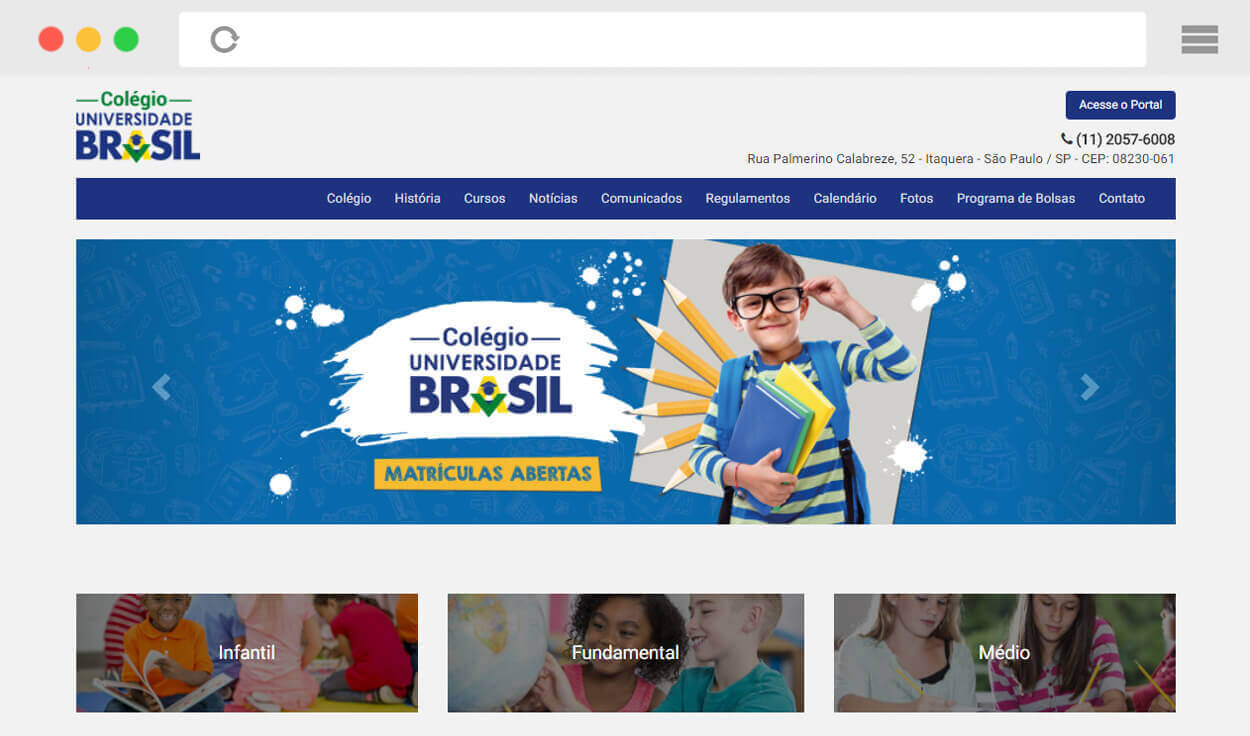 Colégio
UNIVERSIDADE
BRASIL
Acesse o Portal
(11) 2057-6008
Rua Palmerino Calabreze, 52 - Itaquera - São Paulo / SP - CEP: 08230-061
Colégio História Cursos Notícias Comunicados Regulamentos Calendário Fotos Programa de Bolsas Contato
Colégio
UNIVERSIDADE
BRASIL
MATRÍCULAS ABERTAS
Infantil Fundamental Médio